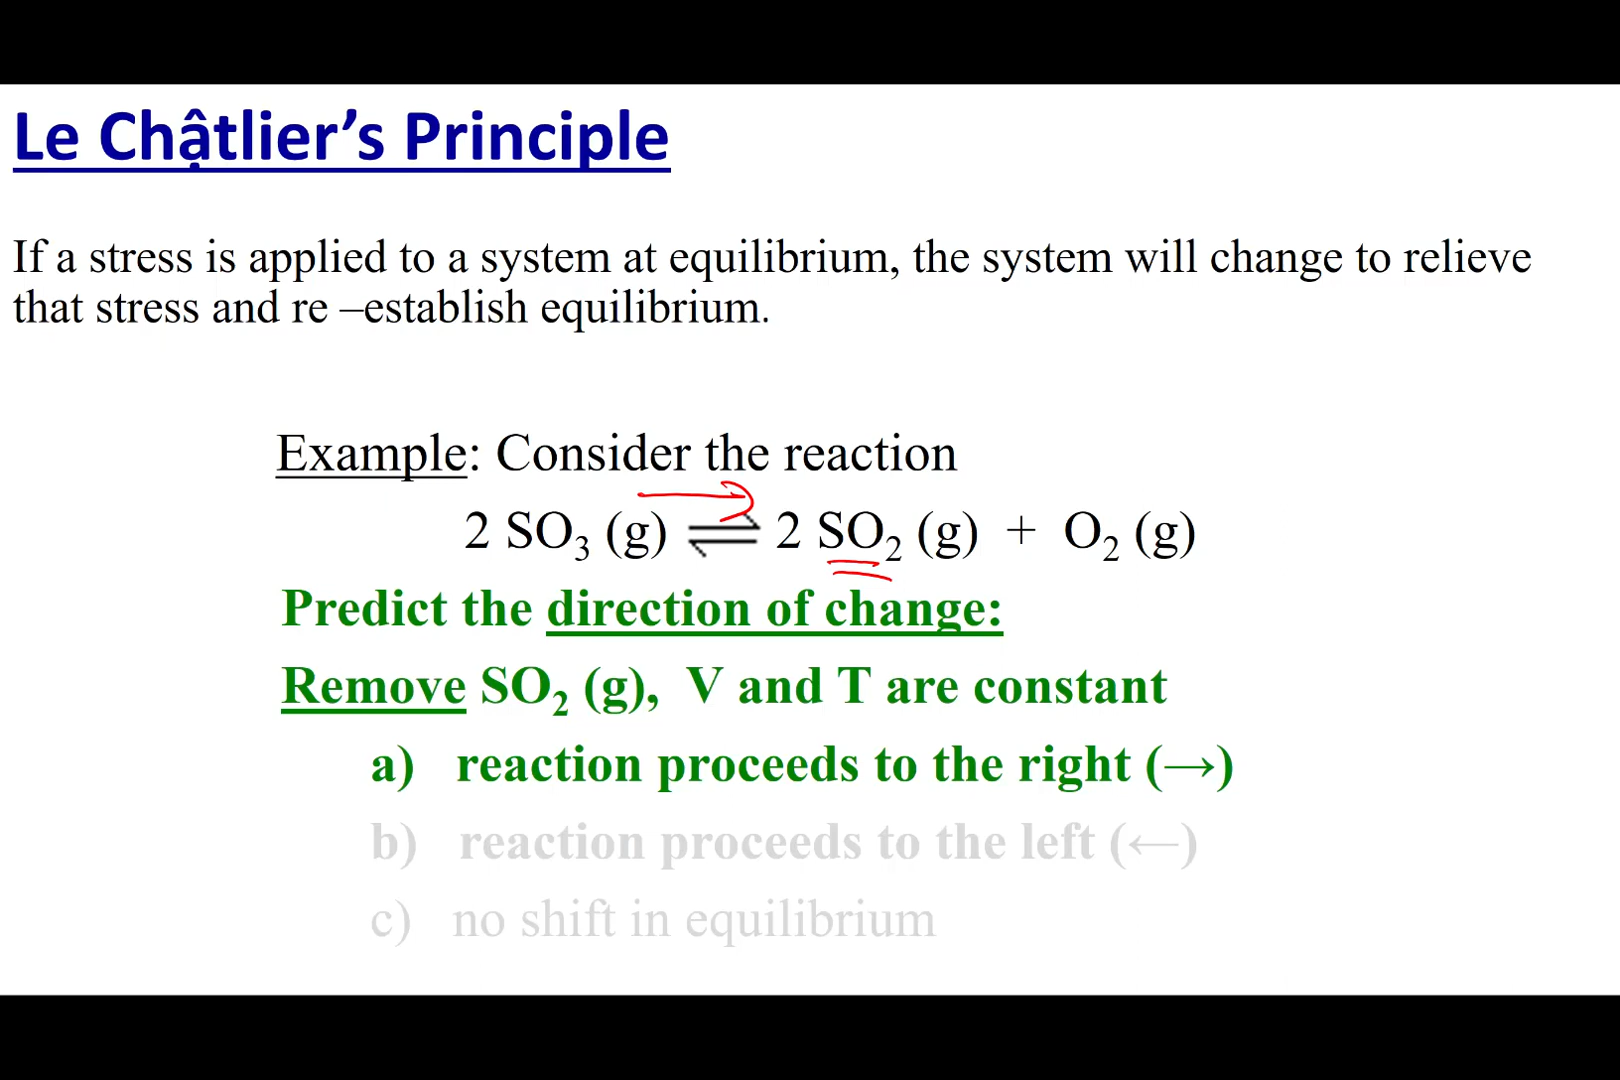 Le Chậtlier’s Principle
If a stress is applied to a system at equilibrium, the system will change to relieve
that stress and re –establish equilibrium.
Example: Consider the reaction
2 SO₃ (g) ⇌ 2 SO₂ (g) + O₂ (g)
Predict the direction of change:
Remove SO₂ (g), V and T are constant
a) reaction proceeds to the right (→)
b) reaction proceeds to the left (←)
c) no shift in equilibrium